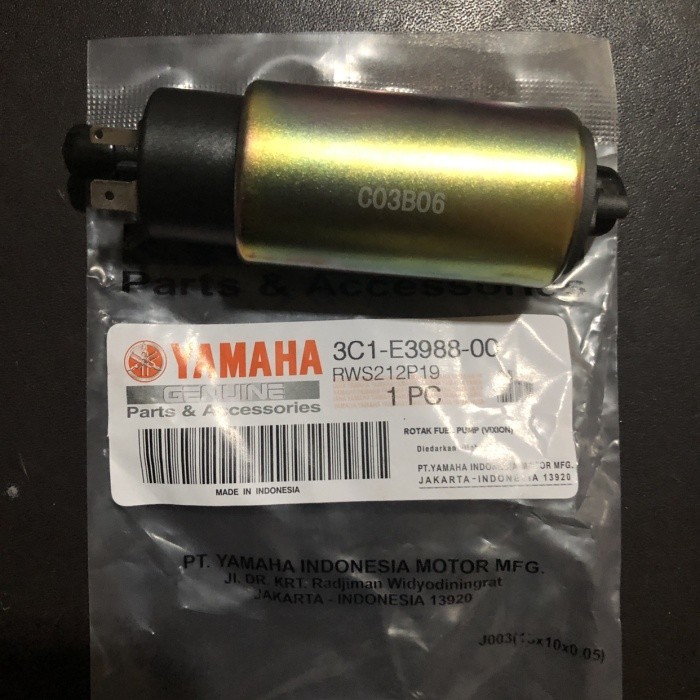 C03B06
Parts & Accessories
YAMAHA
GENUINE
Parts & Accessories
3C1-E3988-00
RWS212P19
1 PC
ROTAK FUEL PUMP (VIXION)
Diedarkan
PT.YAMAHA INDONESIA MOTOR MFG.
JAKARTA-INDONESIA 13920
MADE IN INDONESIA
PT. YAMAHA INDONESIA MOTOR MFG.
Jl. DR. KRT. Radjiman Widyodiningrat
JAKARTA - INDONESIA 13920